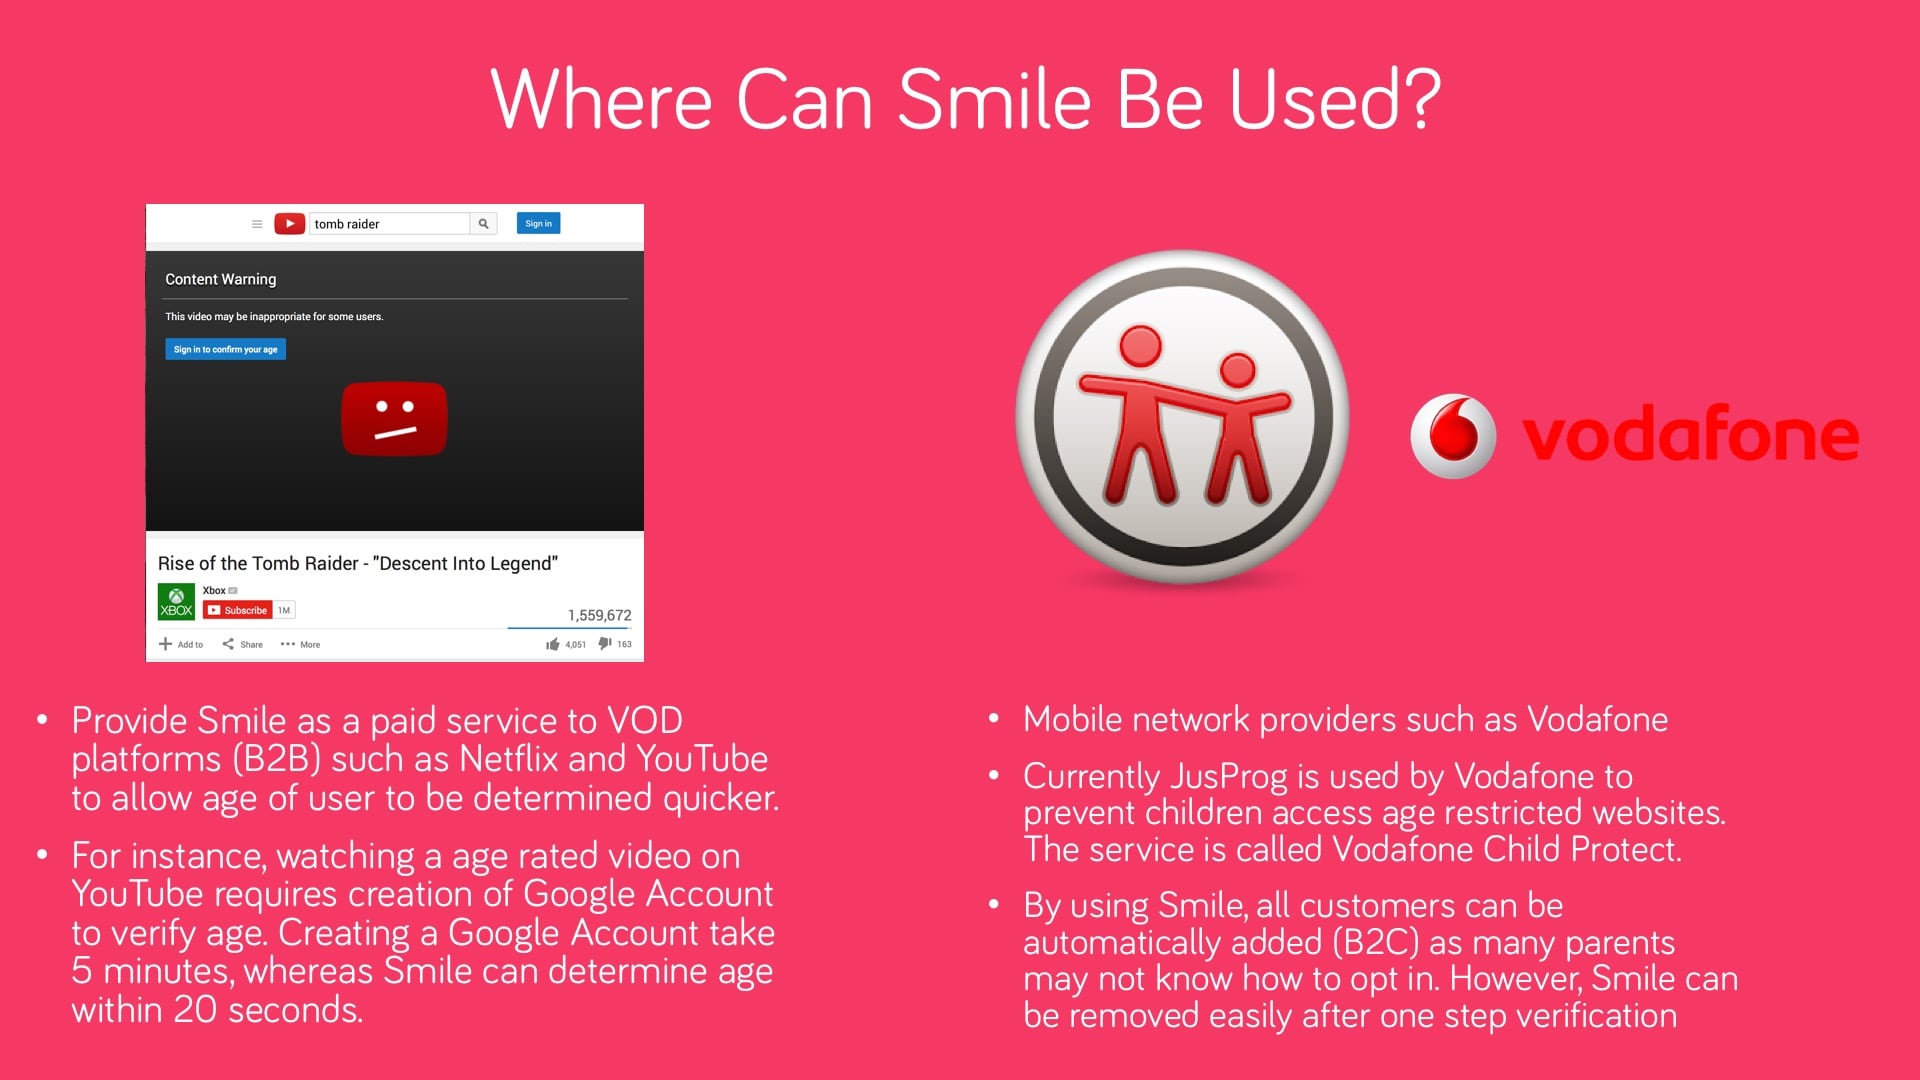 Where Can Smile Be Used?
tomb raider
Sign in
Content Warning
This video may be inappropriate for some users.
Sign in to confirm your age
Rise of the Tomb Raider - "Descent Into Legend"
XBOX
Xbox
Subscribe 1M
1,559,672
Add to Share More 4,051 163
vodafone
• Provide Smile as a paid service to VOD
platforms (B2B) such as Netflix and YouTube
to allow age of user to be determined quicker.
• For instance, watching a age rated video on
YouTube requires creation of Google Account
to verify age. Creating a Google Account take
5 minutes, whereas Smile can determine age
within 20 seconds.
• Mobile network providers such as Vodafone
• Currently JusProg is used by Vodafone to
prevent children access age restricted websites.
The service is called Vodafone Child Protect.
• By using Smile, all customers can be
automatically added (B2C) as many parents
may not know how to opt in. However, Smile can
be removed easily after one step verification